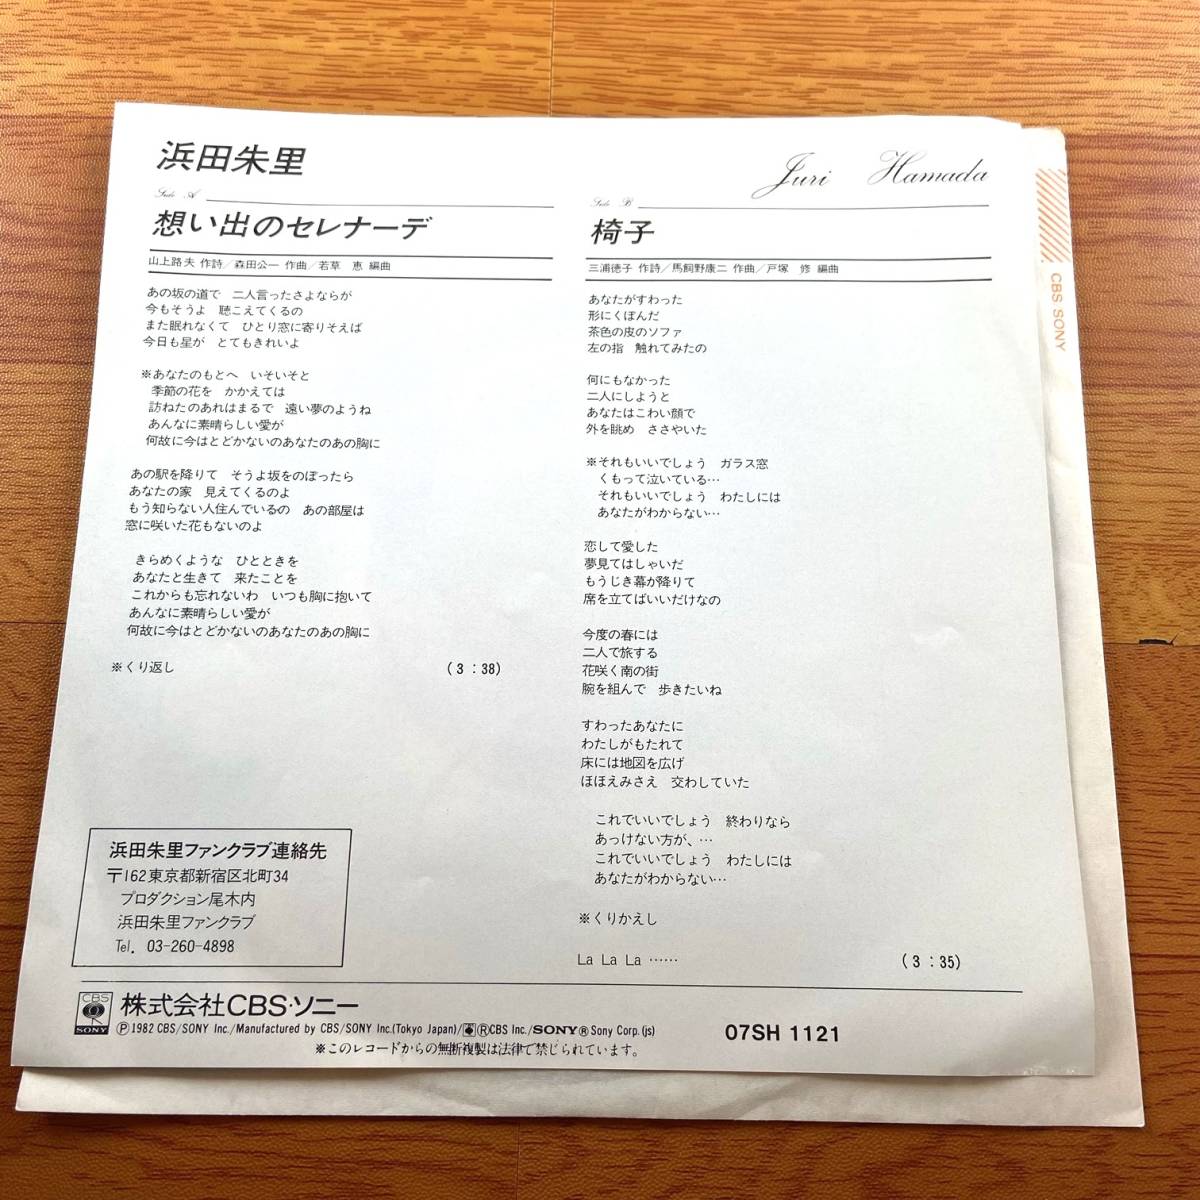 浜田朱里
Juri Hamada
Side A
想い出のセレナーデ
山上路夫 作詩／森田公一 作曲／若草 恵 編曲
あの坂の道で 二人言ったさよならが
今もそうよ 聴こえてくるの
また眠れなくて ひとり窓に寄りそえば
今日も星が とてもきれいよ
※あなたのもとへ いそいそと
季節の花を かかえては
訪ねたのあれはまるで 遠い夢のようね
あんなに素晴らしい愛が
何故に今はとどかないのあなたのあの胸に
あの駅を降りて そうよ坂をのぼったら
あなたの家 見えてくるのよ
もう知らない人住んでいるの あの部屋は
窓に咲いた花もないのよ
きらめくような ひとときを
あなたと生きて 来たことを
これからも忘れないわ いつも胸に抱いて
あんなに素晴らしい愛が
何故に今はとどかないのあなたのあの胸に
※くり返し (3:38)
Side B
椅子
三浦徳子 作詩／馬飼野康二 作曲／戸塚 修 編曲
あなたがすわった
形にくぼんだ
茶色の皮のソファ
左の指 触れてみたの
何にもなかった
二人にしようと
あなたはこわい顔で
外を眺め ささやいた
※それもいいでしょう ガラス窓
くもって泣いている…
それもいいでしょう わたしには
あなたがわからない…
恋して愛した
夢見てはしゃいだ
もうじき幕が降りて
席を立てばいいだけなの
今度の春には
二人で旅する
花咲く南の街
腕を組んで 歩きたいね
すわったあなたに
わたしがもたれて
床には地図を広げ
ほほえみさえ 交わしていた
これでいいでしょう 終わりなら
あっけない方が、…
これでいいでしょう わたしには
あなたがわからない…
※くりかえし
La La La …… (3:35)
浜田朱里ファンクラブ連絡先
〒162東京都新宿区北町34
プロダクション尾木内
浜田朱里ファンクラブ
Tel. 03-260-4898
CBS
SONY
株式会社CBS・ソニー
Ⓟ1982 CBS/SONY Inc./Manufactured by CBS/SONY Inc.(Tokyo Japan)/ⓇCBS Inc./SONY® Sony Corp.(js)
07SH 1121
※このレコードからの無断複製は法律で禁じられています。
CBS SONY